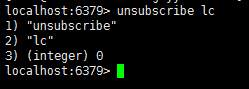 localhost:6379> unsubscribe lc
1) "unsubscribe"
2) "lc"
3) (integer) 0
localhost:6379>